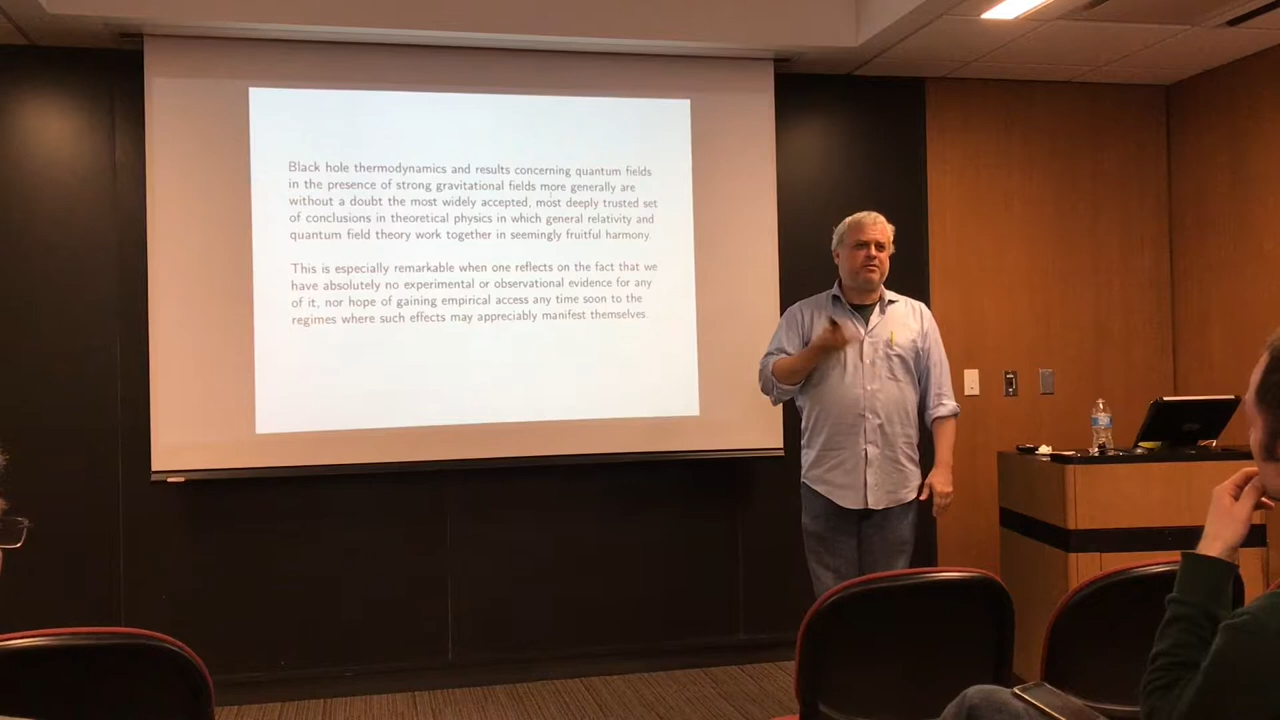 Black hole thermodynamics and results concerning quantum fields
in the presence of strong gravitational fields more generally are
without a doubt the most widely accepted, most deeply trusted set
of conclusions in theoretical physics in which general relativity and
quantum field theory work together in seemingly fruitful harmony.
This is especially remarkable when one reflects on the fact that we
have absolutely no experimental or observational evidence for any
of it, nor hope of gaining empirical access any time soon to the
regimes where such effects may appreciably manifest themselves.